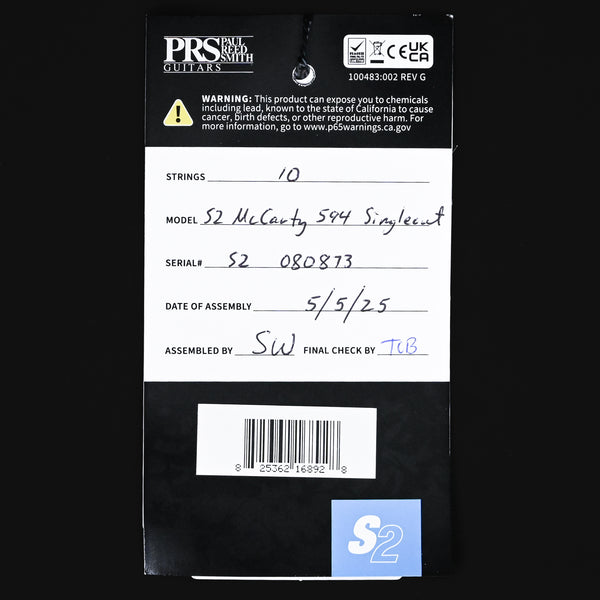 PRS PAUL REED SMITH
GUITARS
CE UK CA
100483:002 REV G
WARNING: This product can expose you to chemicals
including lead, known to the state of California to cause
cancer, birth defects, or other reproductive harm. For
more information, go to www.p65warnings.ca.gov
STRINGS 10
MODEL S2 McCarty 594 Singlecut
SERIAL# S2 080873
DATE OF ASSEMBLY 5/5/25
ASSEMBLED BY SW FINAL CHECK BY TCB
8 25362 16892 8
S2